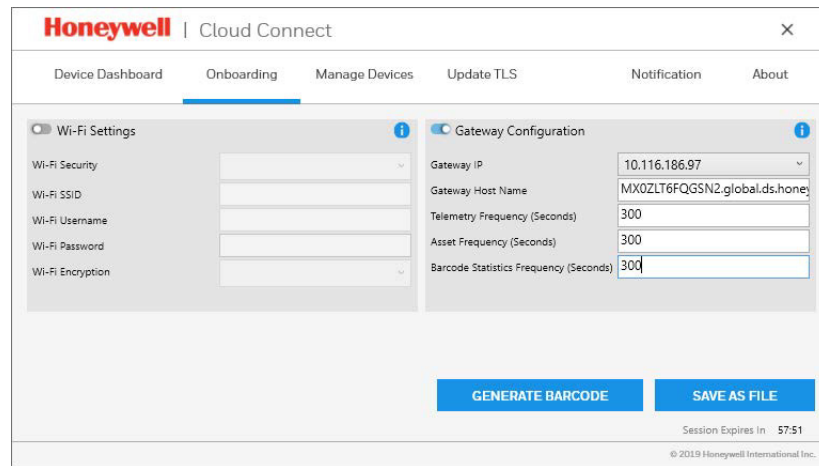 Honeywell | Cloud Connect
Device Dashboard Onboarding Manage Devices Update TLS Notification About
Wi-Fi Settings
Wi-Fi Security
Wi-Fi SSID
Wi-Fi Username
Wi-Fi Password
Wi-Fi Encryption
Gateway Configuration
Gateway IP 10.116.186.97
Gateway Host Name MX0ZLT6FQGSN2.global.ds.honey
Telemetry Frequency (Seconds) 300
Asset Frequency (Seconds) 300
Barcode Statistics Frequency (Seconds) 300
GENERATE BARCODE SAVE AS FILE
Session Expires In 57:51
© 2019 Honeywell International Inc.